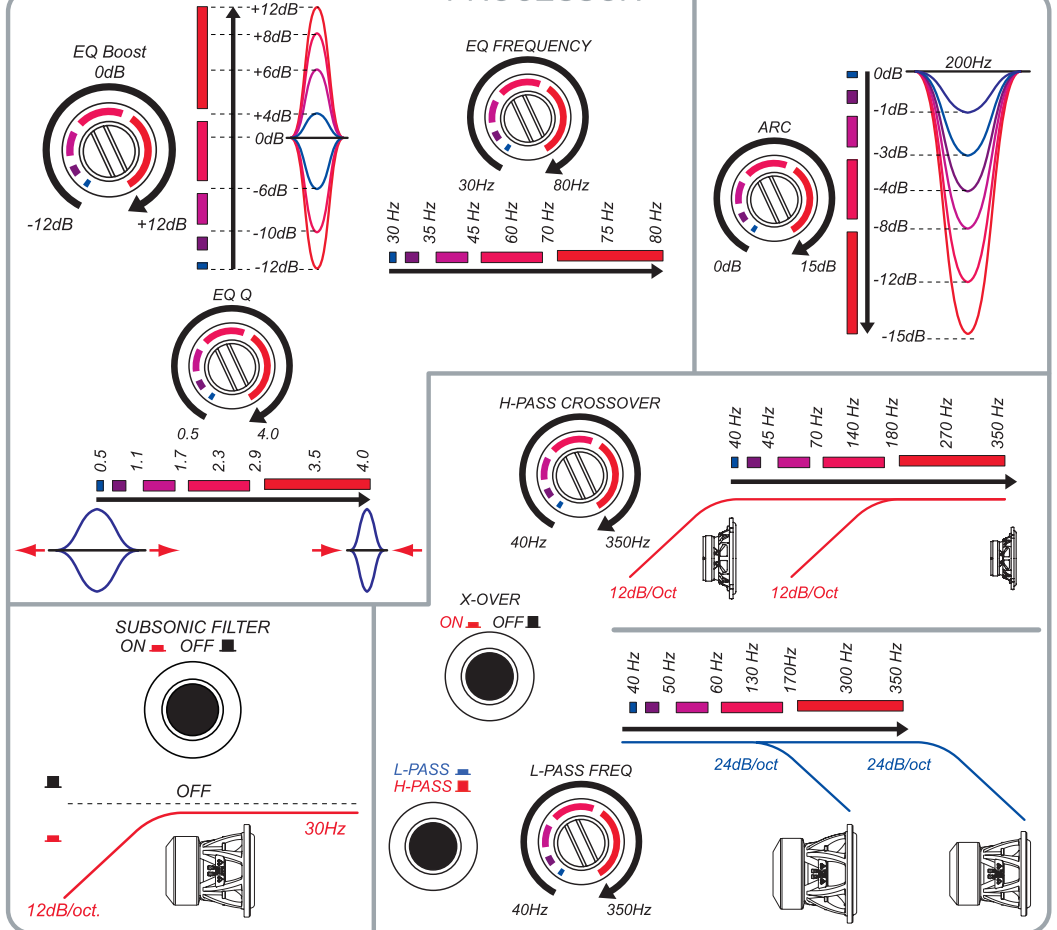 EQ Boost
0dB
-12dB
+12dB
+12dB
+8dB
+6dB
+4dB
0dB
-6dB
-10dB
-12dB
EQ FREQUENCY
30Hz
80Hz
30 Hz
35 Hz
45 Hz
60 Hz
70 Hz
75 Hz
80 Hz
EQ Q
0.5
4.0
0.5
1.1
1.7
2.3
2.9
3.5
4.0
ARC
0dB
15dB
200Hz
0dB
-1dB
-3dB
-4dB
-8dB
-12dB
-15dB
H-PASS CROSSOVER
40Hz
350Hz
40 Hz
45 Hz
70 Hz
140 Hz
180 Hz
270 Hz
350 Hz
12dB/Oct
12dB/Oct
SUBSONIC FILTER
ON OFF
OFF
30Hz
12dB/oct.
X-OVER
ON OFF
L-PASS
H-PASS
L-PASS FREQ
40Hz
350Hz
40 Hz
50 Hz
60 Hz
130 Hz
170Hz
300 Hz
350 Hz
24dB/oct
24dB/oct